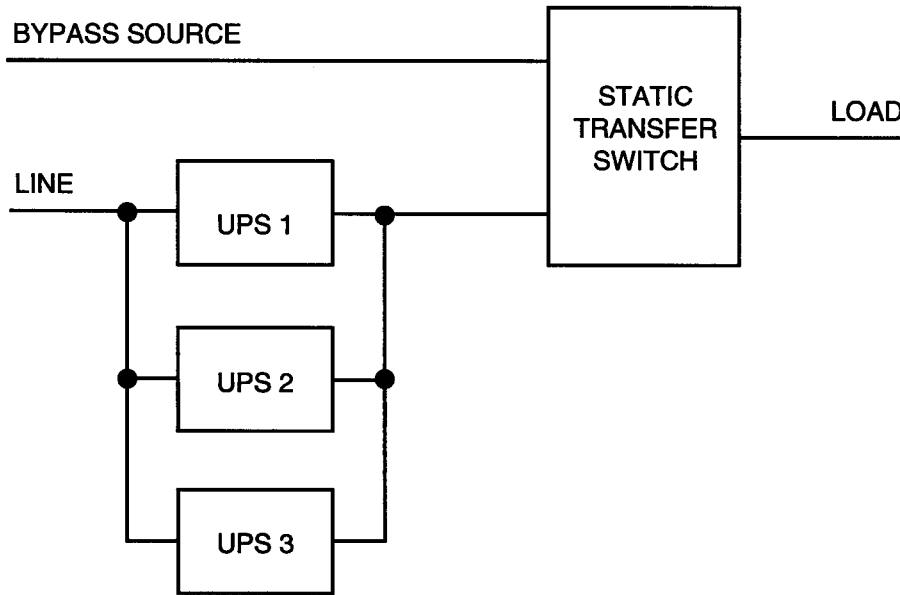 BYPASS SOURCE
STATIC
TRANSFER
SWITCH
LOAD
LINE
UPS 1
UPS 2
UPS 3